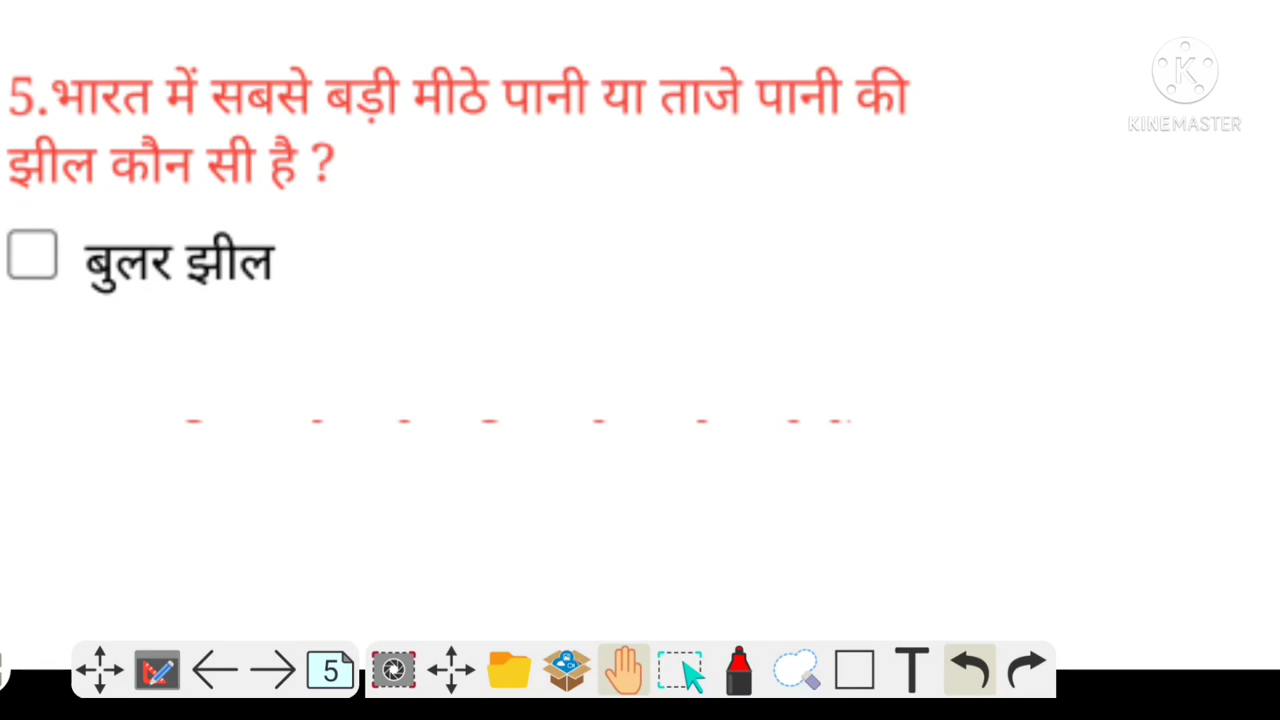 5.भारत में सबसे बड़ी मीठे पानी या ताजे पानी की
झील कौन सी है ?
बुलर झील
KINEMASTER
5
T